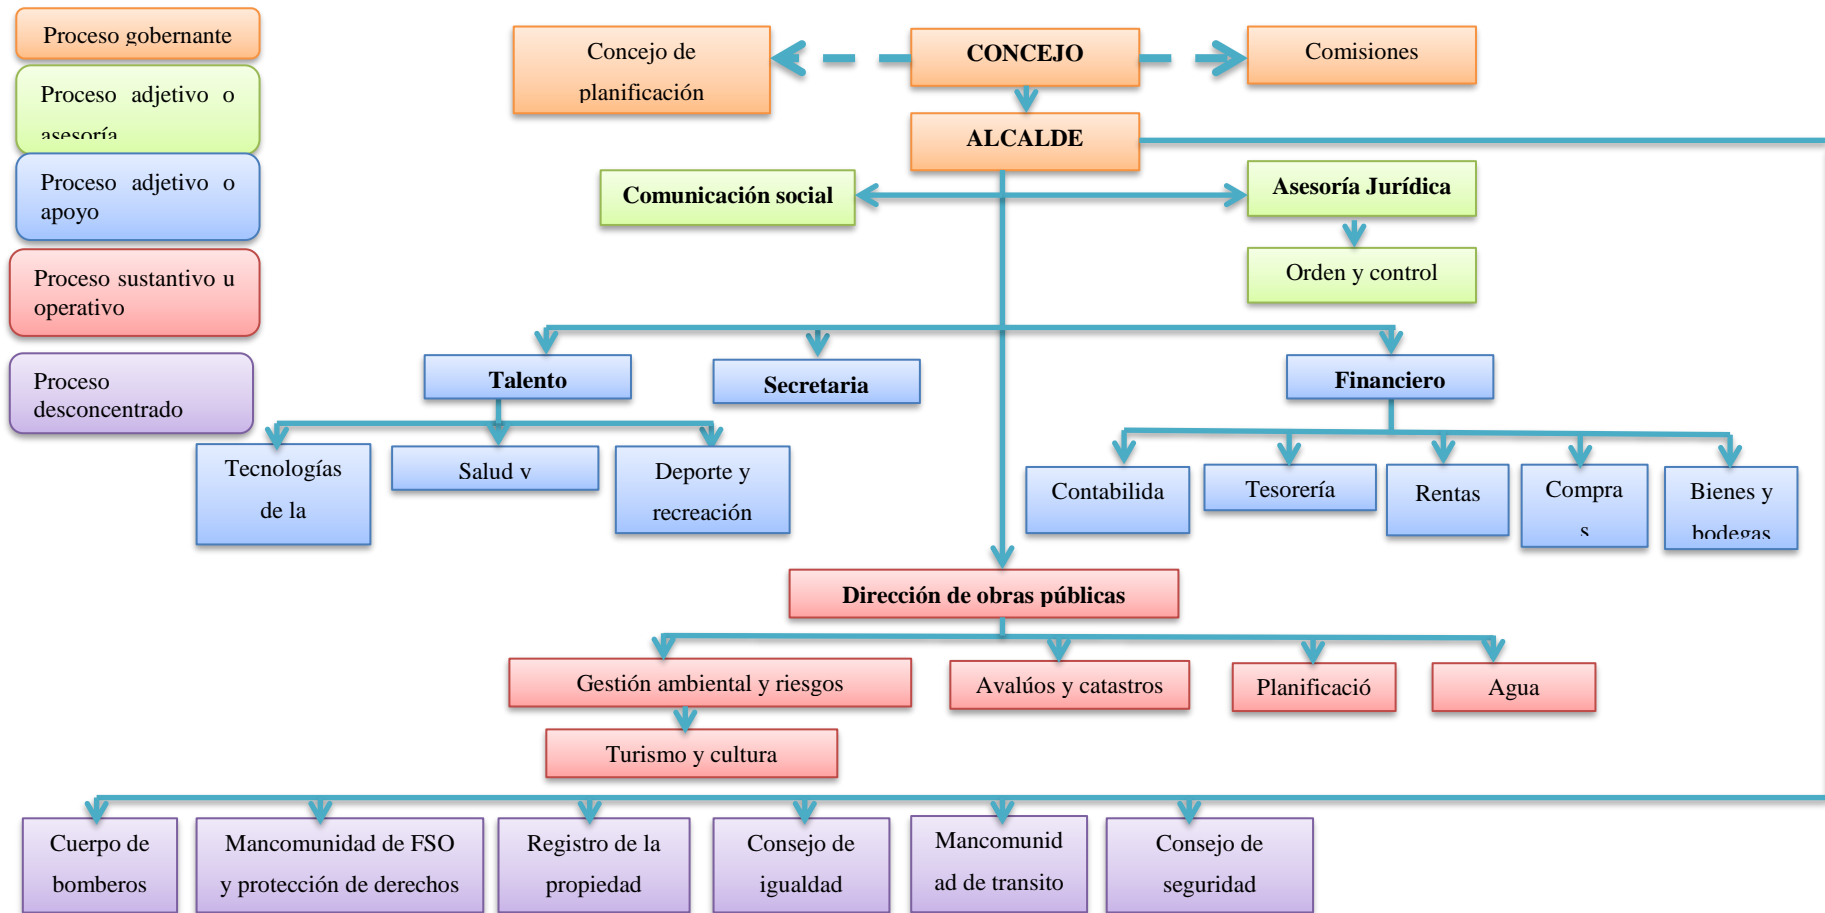 Proceso gobernante
Proceso adjetivo o
asesoría
Proceso adjetivo o
apoyo
Proceso sustantivo u
operativo
Proceso
desconcentrado
Concejo de
planificación
CONCEJO
Comisiones
ALCALDE
Comunicación social
Asesoría Jurídica
Orden y control
Talento
Secretaria
Financiero
Tecnologías
de la
Salud y
Deporte y
recreación
Contabilida
Tesorería
Rentas
Compra
s
Bienes y
bodegas
Dirección de obras públicas
Gestión ambiental y riesgos
Avalúos y catastros
Planificació
Agua
Turismo y cultura
Cuerpo de
bomberos
Mancomunidad de FSO
y protección de derechos
Registro de la
propiedad
Consejo de
igualdad
Mancomunid
ad de transito
Consejo de
seguridad